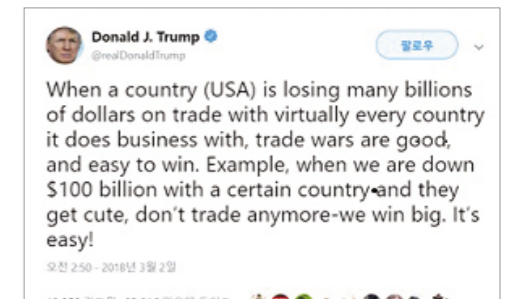 Donald J. Trump
@realDonaldTrump
팔로우
When a country (USA) is losing many billions
of dollars on trade with virtually every country
it does business with, trade wars are good,
and easy to win. Example, when we are down
$100 billion with a certain country and they
get cute, don't trade anymore-we win big. It's
easy!
오전 2:50 - 2018년 3월 2일